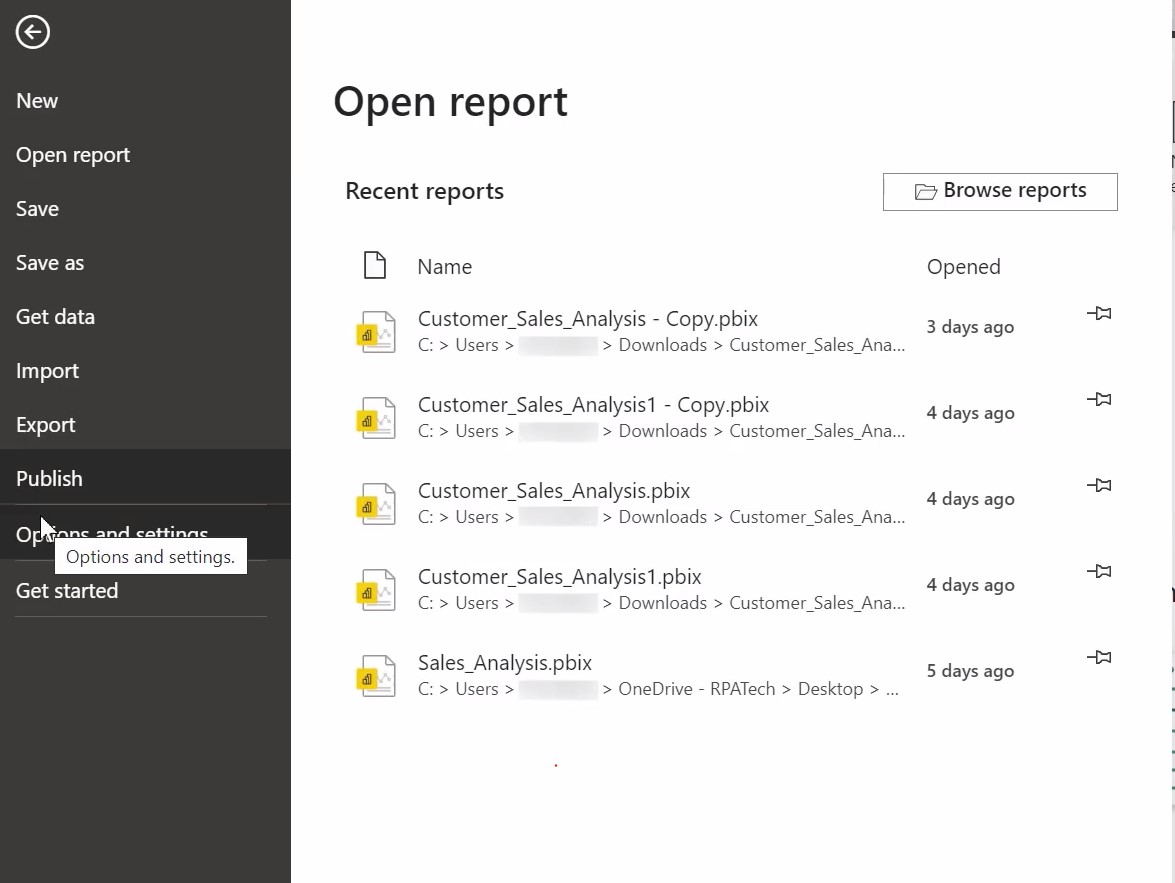 New
Open report
Save
Save as
Get data
Import
Export
Publish
Options and settings
Options and settings.
Get started
Open report
Recent reports
Browse reports
Name Opened
Customer_Sales_Analysis - Copy.pbix
C: > Users > > Downloads > Customer_Sales_Ana...
3 days ago
Customer_Sales_Analysis1 - Copy.pbix
C: > Users > > Downloads > Customer_Sales_Ana...
4 days ago
Customer_Sales_Analysis.pbix
C: > Users > > Downloads > Customer_Sales_Ana...
4 days ago
Customer_Sales_Analysis1.pbix
C: > Users > > Downloads > Customer_Sales_Ana...
4 days ago
Sales_Analysis.pbix
C: > Users > > OneDrive - RPATech > Desktop > ...
5 days ago